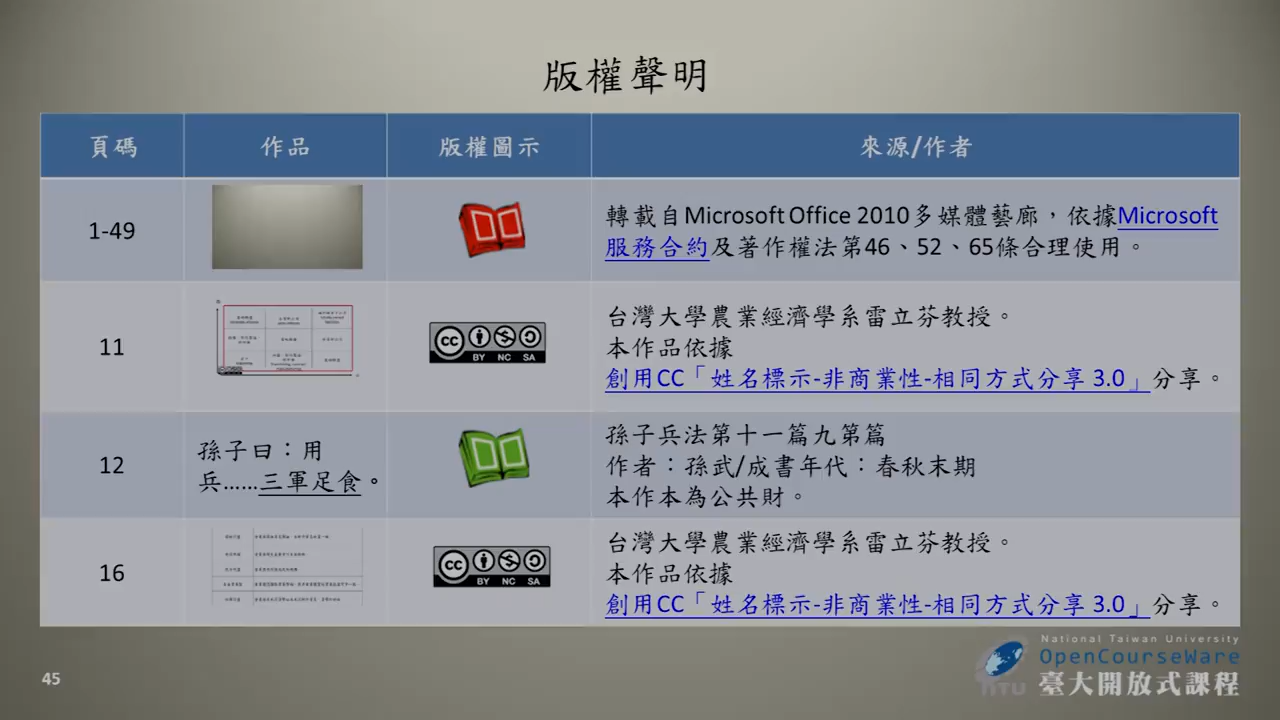 版權聲明
頁碼 作品 版權圖示 來源/作者
1-49 轉載自Microsoft Office 2010多媒體藝廊，依據Microsoft
服務合約及著作權法第46、52、65條合理使用。
11 台灣大學農業經濟學系雷立芬教授。
本作品依據
創用CC「姓名標示-非商業性-相同方式分享 3.0」分享。
cc BY NC SA
12 孫子曰：用
兵……三軍足食。
孫子兵法第十一篇九第篇
作者：孫武/成書年代：春秋末期
本作本為公共財。
16 台灣大學農業經濟學系雷立芬教授。
本作品依據
創用CC「姓名標示-非商業性-相同方式分享 3.0」分享。
cc BY NC SA
45
National Taiwan University
OpenCourseWare
NTU 臺大開放式課程